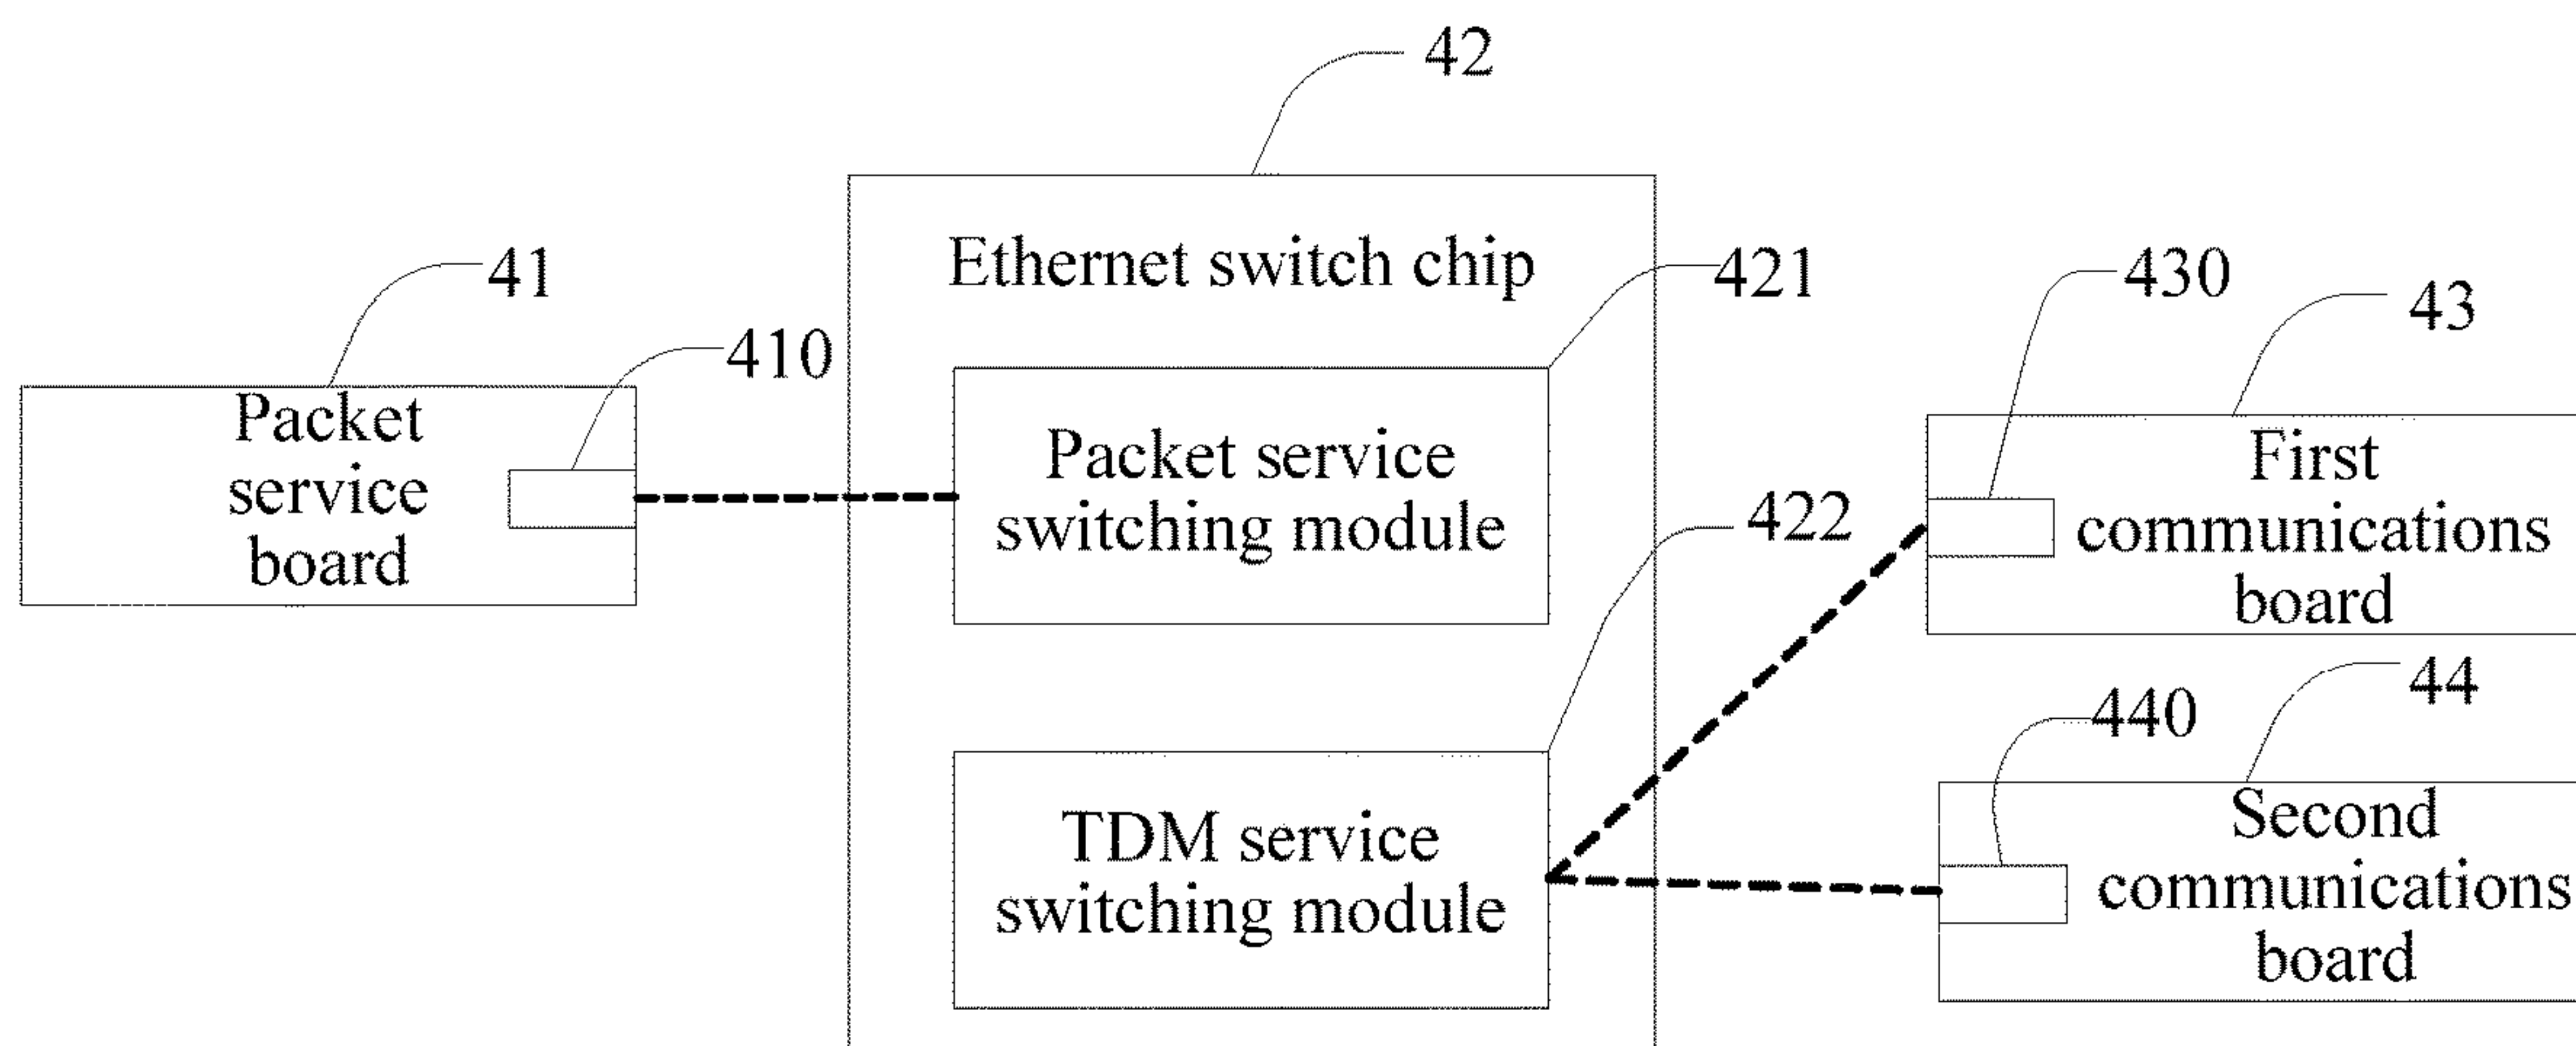 42
Ethernet switch chip
41
410
421
430
43
Packet
service
board
Packet service
switching module
First
communications
board
422
44
440
TDM service
switching module
Second
communications
board